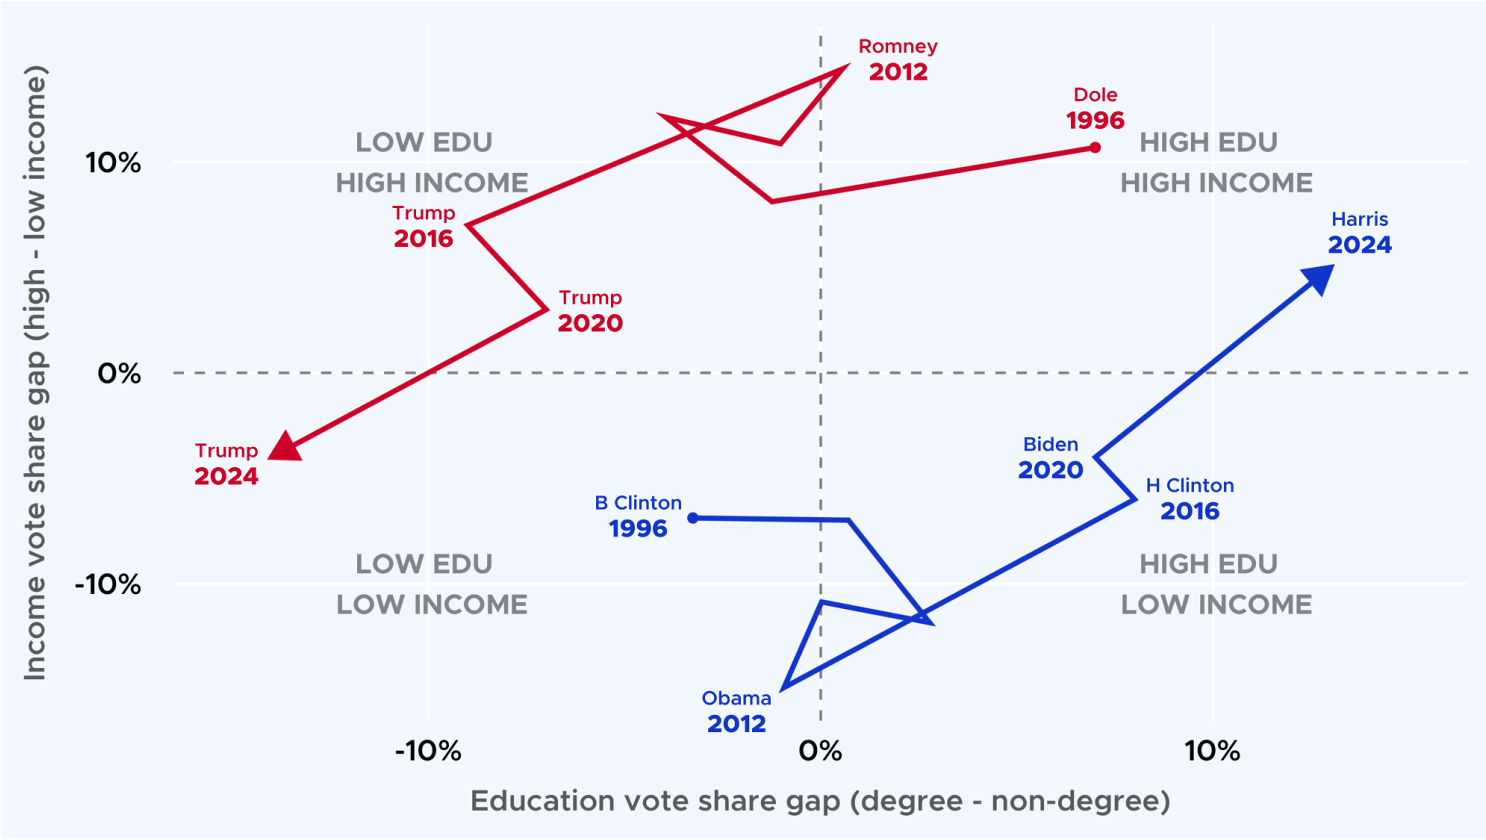 Romney
2012
Dole
1996
LOW EDU
HIGH INCOME
HIGH EDU
HIGH INCOME
10%
Trump
2016
Harris
2024
Trump
2020
0%
Trump
2024
Biden
2020
H Clinton
2016
B Clinton
1996
LOW EDU
LOW INCOME
HIGH EDU
LOW INCOME
-10%
Obama
2012
-10%
0%
10%
Income vote share gap (high - low income)
Education vote share gap (degree - non-degree)